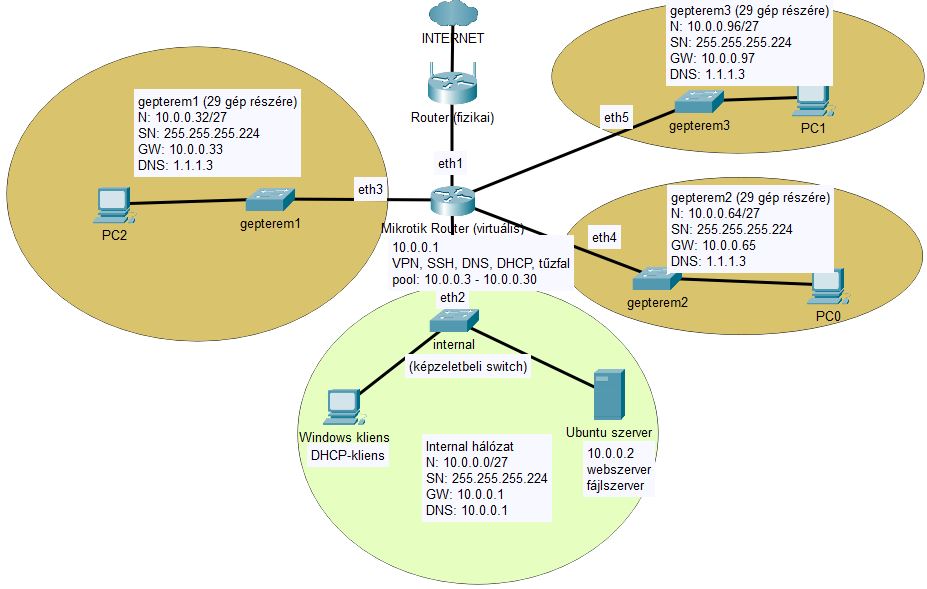 INTERNET
Router (fizikai)
eth1
gepterem3 (29 gép részére)
N: 10.0.0.96/27
SN: 255.255.255.224
GW: 10.0.0.97
DNS: 1.1.1.3
eth5
gepterem3
PC1
gepterem1 (29 gép részére)
N: 10.0.0.32/27
SN: 255.255.255.224
GW: 10.0.0.33
DNS: 1.1.1.3
eth3
PC2
gepterem1
Mikrotik Router (virtuális)
10.0.0.1
VPN, SSH, DNS, DHCP, tűzfal
pool: 10.0.0.3 - 10.0.0.30
eth2
gepterem2 (29 gép részére)
N: 10.0.0.64/27
SN: 255.255.255.224
GW: 10.0.0.65
DNS: 1.1.1.3
eth4
gepterem2
PC0
internal
(képzeletbeli switch)
Windows kliens
DHCP-kliens
Internal hálózat
N: 10.0.0.0/27
SN: 255.255.255.224
GW: 10.0.0.1
DNS: 10.0.0.1
Ubuntu szerver
10.0.0.2
webszerver
fájlszerver